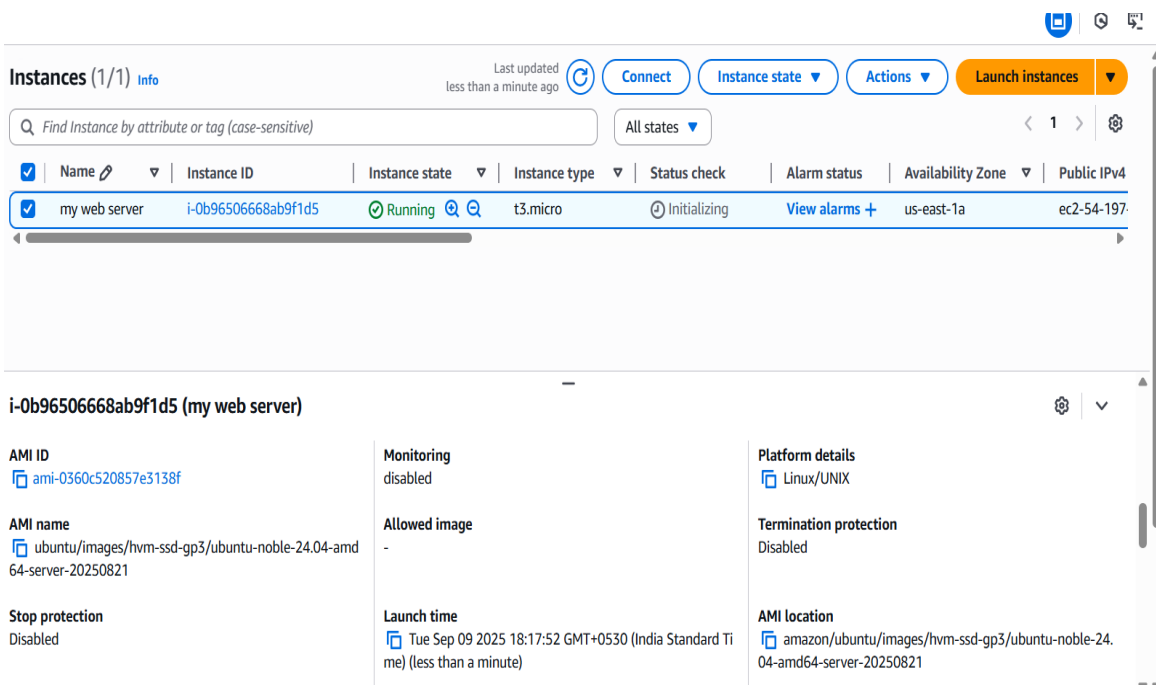 Instances (1/1) Info
Last updated
less than a minute ago
Connect Instance state Actions Launch instances
Find Instance by attribute or tag (case-sensitive)
All states
1
Name Instance ID Instance state Instance type Status check Alarm status Availability Zone Public IPv4
my web server i-0b96506668ab9f1d5 Running t3.micro Initializing View alarms + us-east-1a ec2-54-197-
i-0b96506668ab9f1d5 (my web server)
AMI ID
ami-0360c520857e3138f
Monitoring
disabled
Platform details
Linux/UNIX
AMI name
ubuntu/images/hvm-ssd-gp3/ubuntu-noble-24.04-amd
64-server-20250821
Allowed image
-
Termination protection
Disabled
Stop protection
Disabled
Launch time
Tue Sep 09 2025 18:17:52 GMT+0530 (India Standard Ti
me) (less than a minute)
AMI location
amazon/ubuntu/images/hvm-ssd-gp3/ubuntu-noble-24.
04-amd64-server-20250821